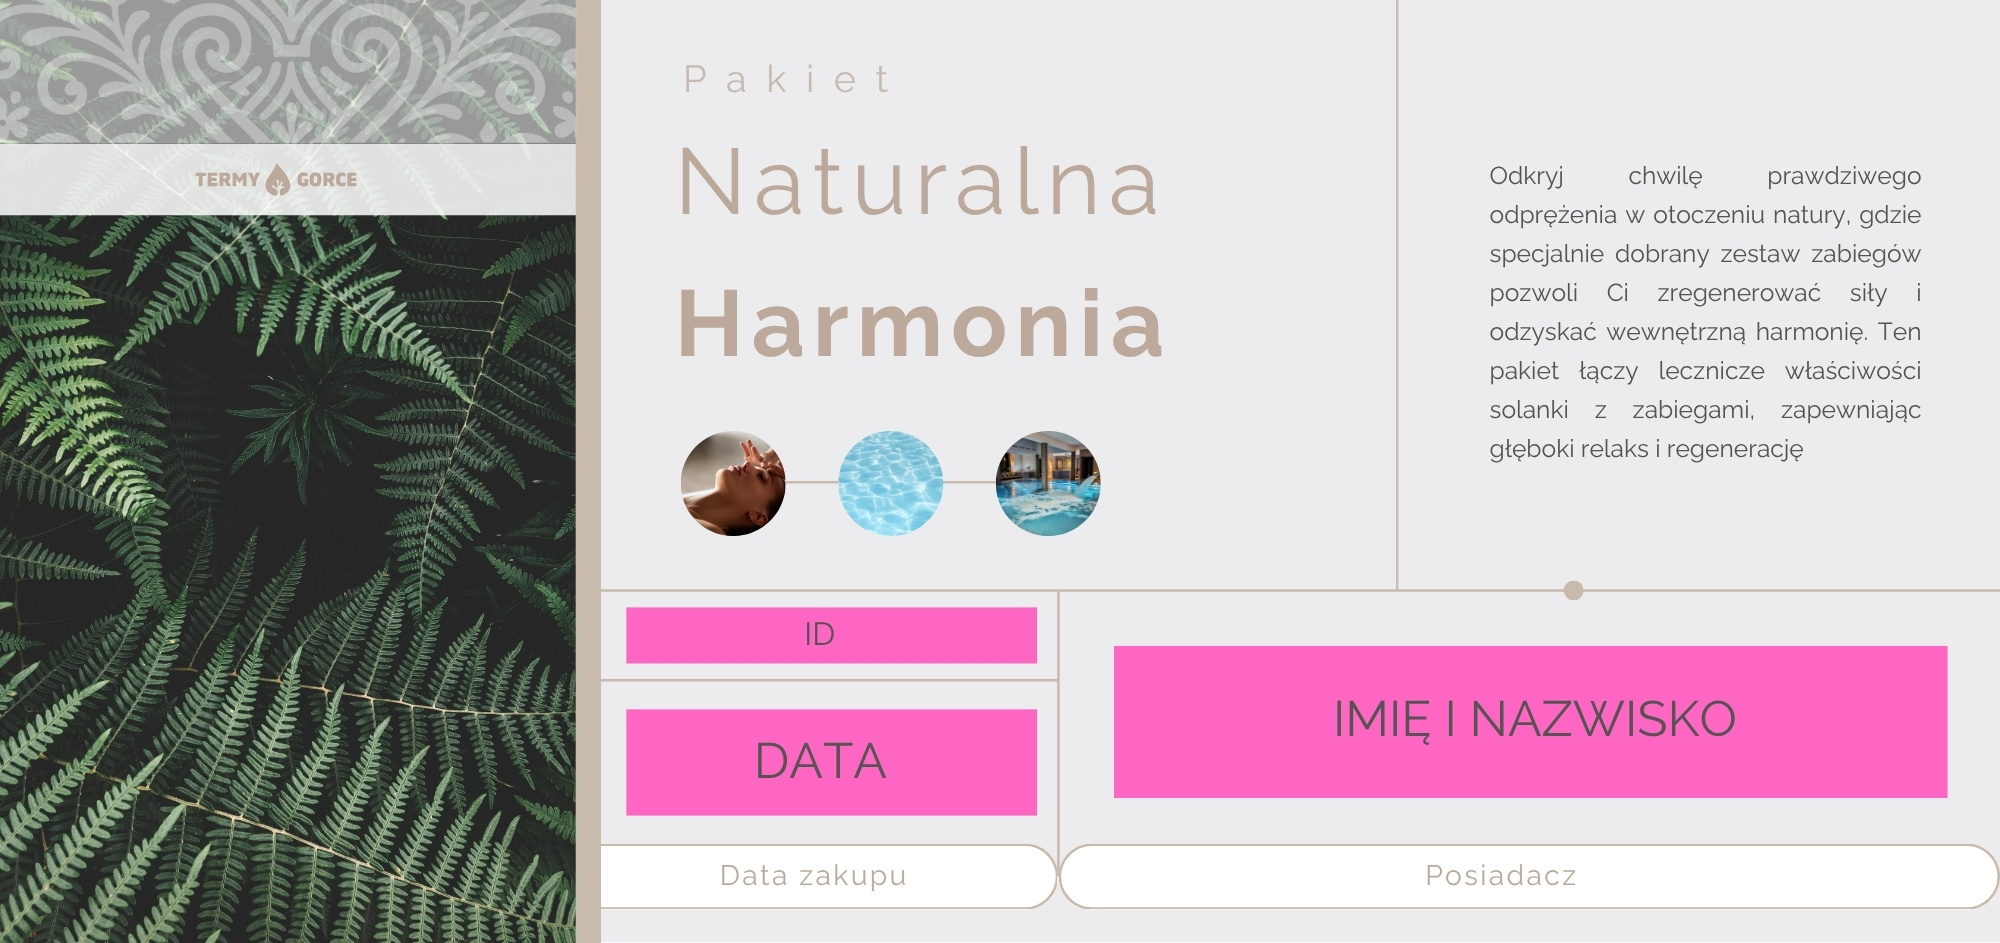 TERMY GORCE
Pakiet
Naturalna
Harmonia
Odkryj chwilę prawdziwego
odprężenia w otoczeniu natury, gdzie
specjalnie dobrany zestaw zabiegów
pozwoli Ci zregenerować siły i
odzyskać wewnętrzną harmonię. Ten
pakiet łączy lecznicze właściwości
solanki z zabiegami, zapewniając
głęboki relaks i regenerację
ID
DATA
IMIĘ I NAZWISKO
Data zakupu
Posiadacz